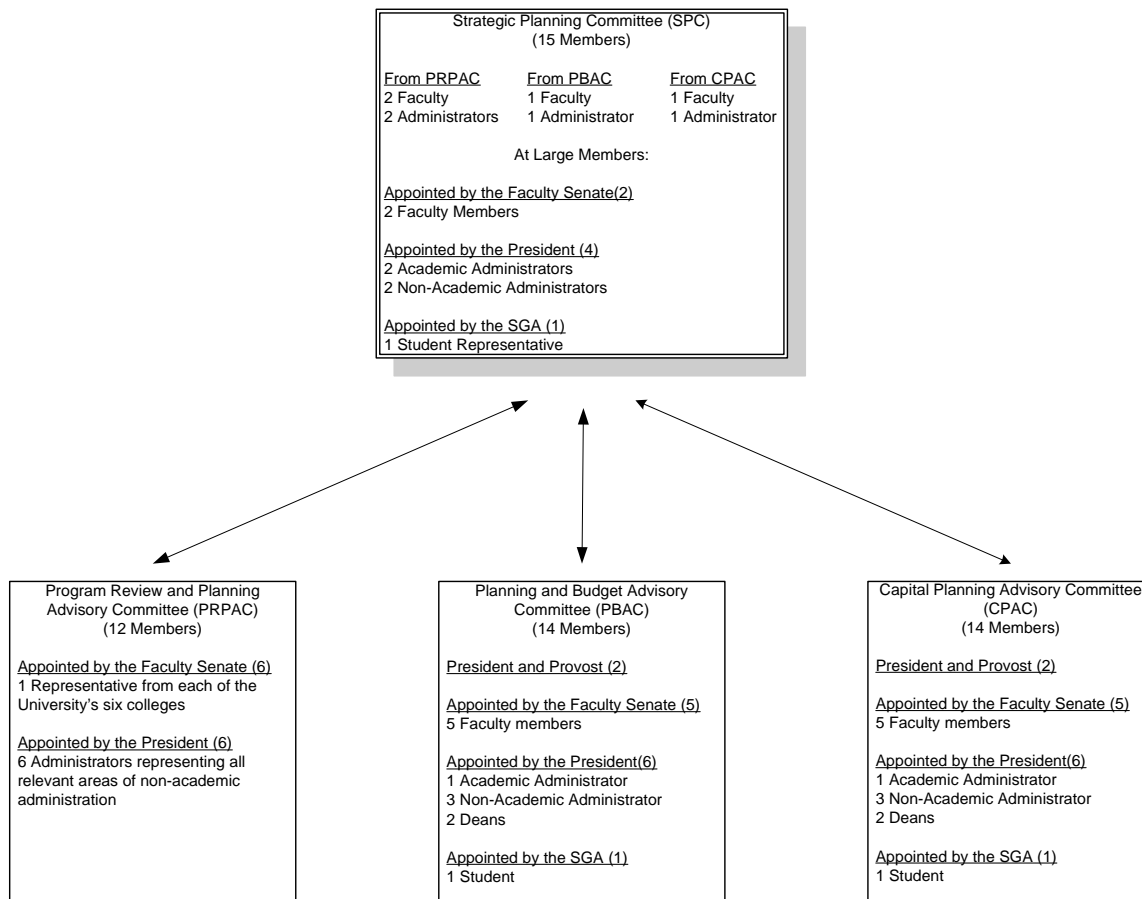 Strategic Planning Committee (SPC)
(15 Members)
From PRPAC From PBAC From CPAC
2 Faculty 1 Faculty 1 Faculty
2 Administrators 1 Administrator 1 Administrator
At Large Members:
Appointed by the Faculty Senate(2)
2 Faculty Members
Appointed by the President (4)
2 Academic Administrators
2 Non-Academic Administrators
Appointed by the SGA (1)
1 Student Representative
Program Review and Planning
Advisory Committee (PRPAC)
(12 Members)
Appointed by the Faculty Senate (6)
1 Representative from each of the
University's six colleges
Appointed by the President (6)
6 Administrators representing all
relevant areas of non-academic
administration
Planning and Budget Advisory
Committee (PBAC)
(14 Members)
President and Provost (2)
Appointed by the Faculty Senate (5)
5 Faculty members
Appointed by the President(6)
1 Academic Administrator
3 Non-Academic Administrator
2 Deans
Appointed by the SGA (1)
1 Student
Capital Planning Advisory Committee
(CPAC)
(14 Members)
President and Provost (2)
Appointed by the Faculty Senate (5)
5 Faculty members
Appointed by the President(6)
1 Academic Administrator
3 Non-Academic Administrator
2 Deans
Appointed by the SGA (1)
1 Student